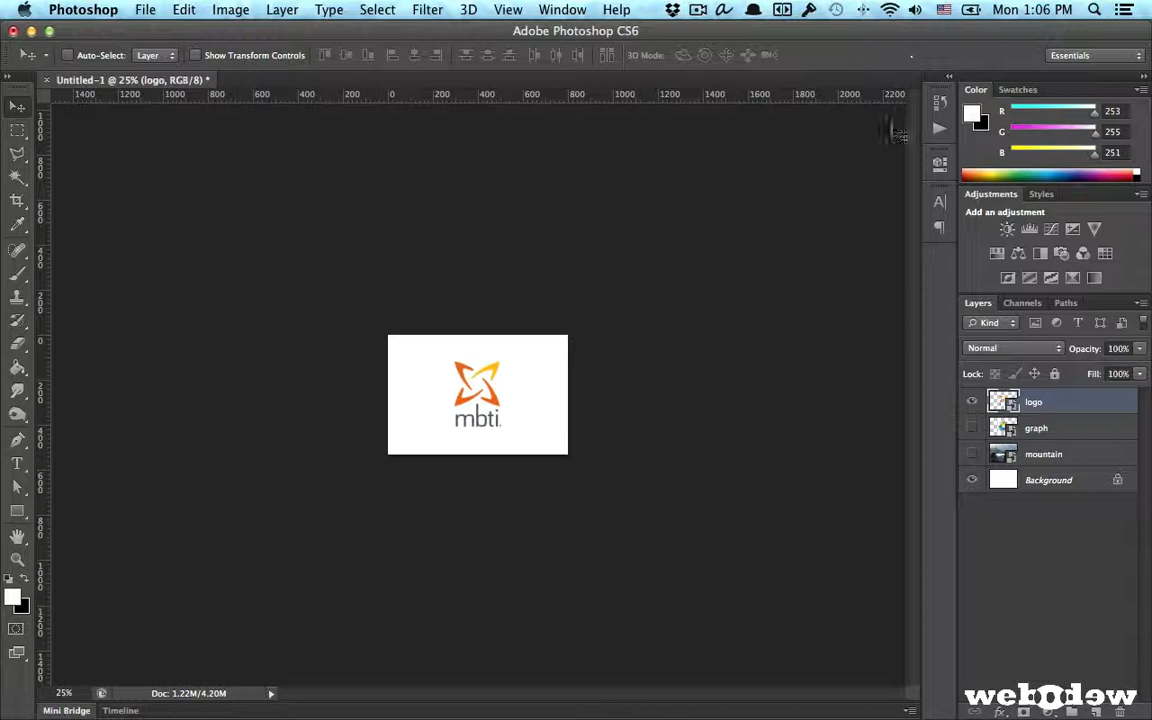 Photoshop File Edit Image Layer Type Select Filter 3D View Window Help Mon 1:06 PM
Adobe Photoshop CS6
Auto-Select: Layer Show Transform Controls 3D Mode: Essentials
Untitled-1 @ 25% (logo, RGB/8) *
1400 1200 1000 800 600 400 200 0 200 400 600 800 1000 1200 1400 1600 1800 2000 2200
Color Swatches
R 253
G 255
B 251
Adjustments Styles
Add an adjustment
Layers Channels Paths
Kind
Normal Opacity: 100%
Lock: Fill: 100%
logo
graph
mountain
Background
mbti.
25% Doc: 1.22M/4.20M
Mini Bridge Timeline
webodew